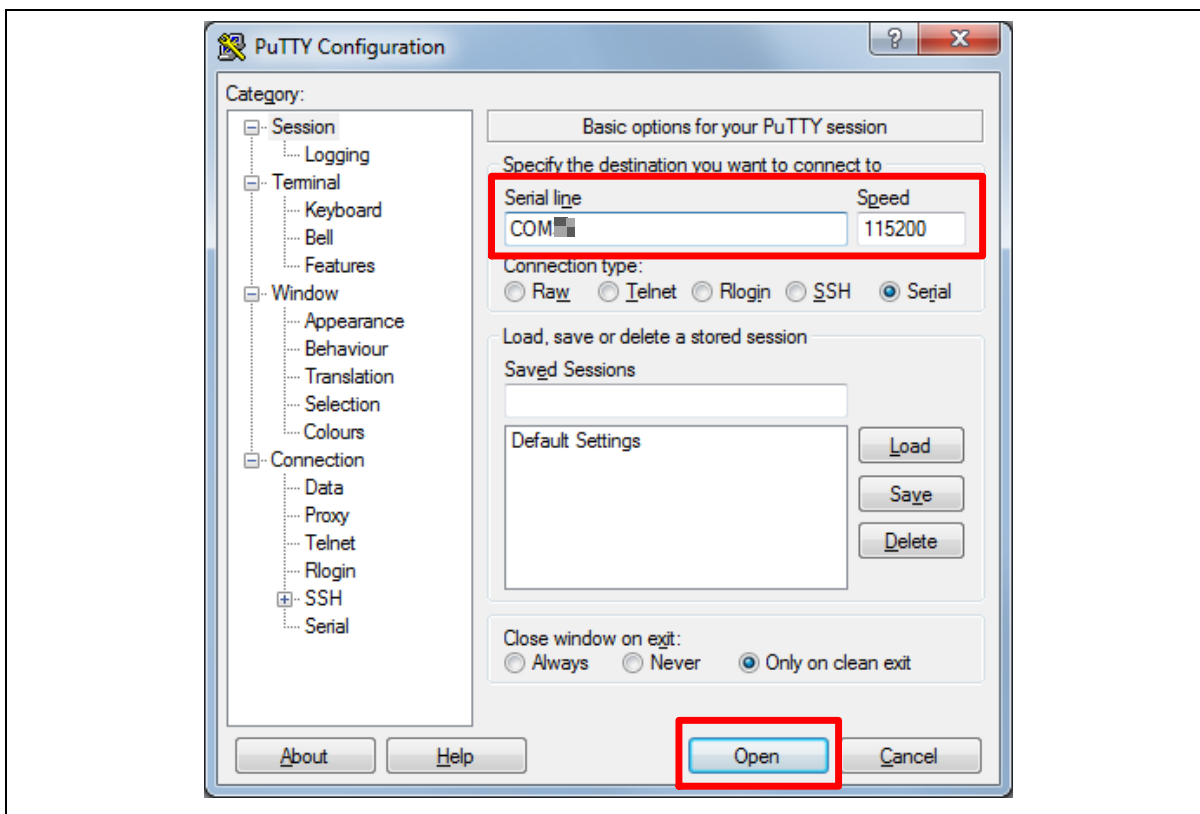 PuTTY Configuration
Category:
Session
Logging
Terminal
Keyboard
Bell
Features
Window
Appearance
Behaviour
Translation
Selection
Colours
Connection
Data
Proxy
Telnet
Rlogin
SSH
Serial
Basic options for your PuTTY session
Specify the destination you want to connect to
Serial line Speed
COM 115200
Connection type:
Raw Telnet Rlogin SSH Serial
Load, save or delete a stored session
Saved Sessions
Default Settings
Load
Save
Delete
Close window on exit:
Always Never Only on clean exit
About Help Open Cancel